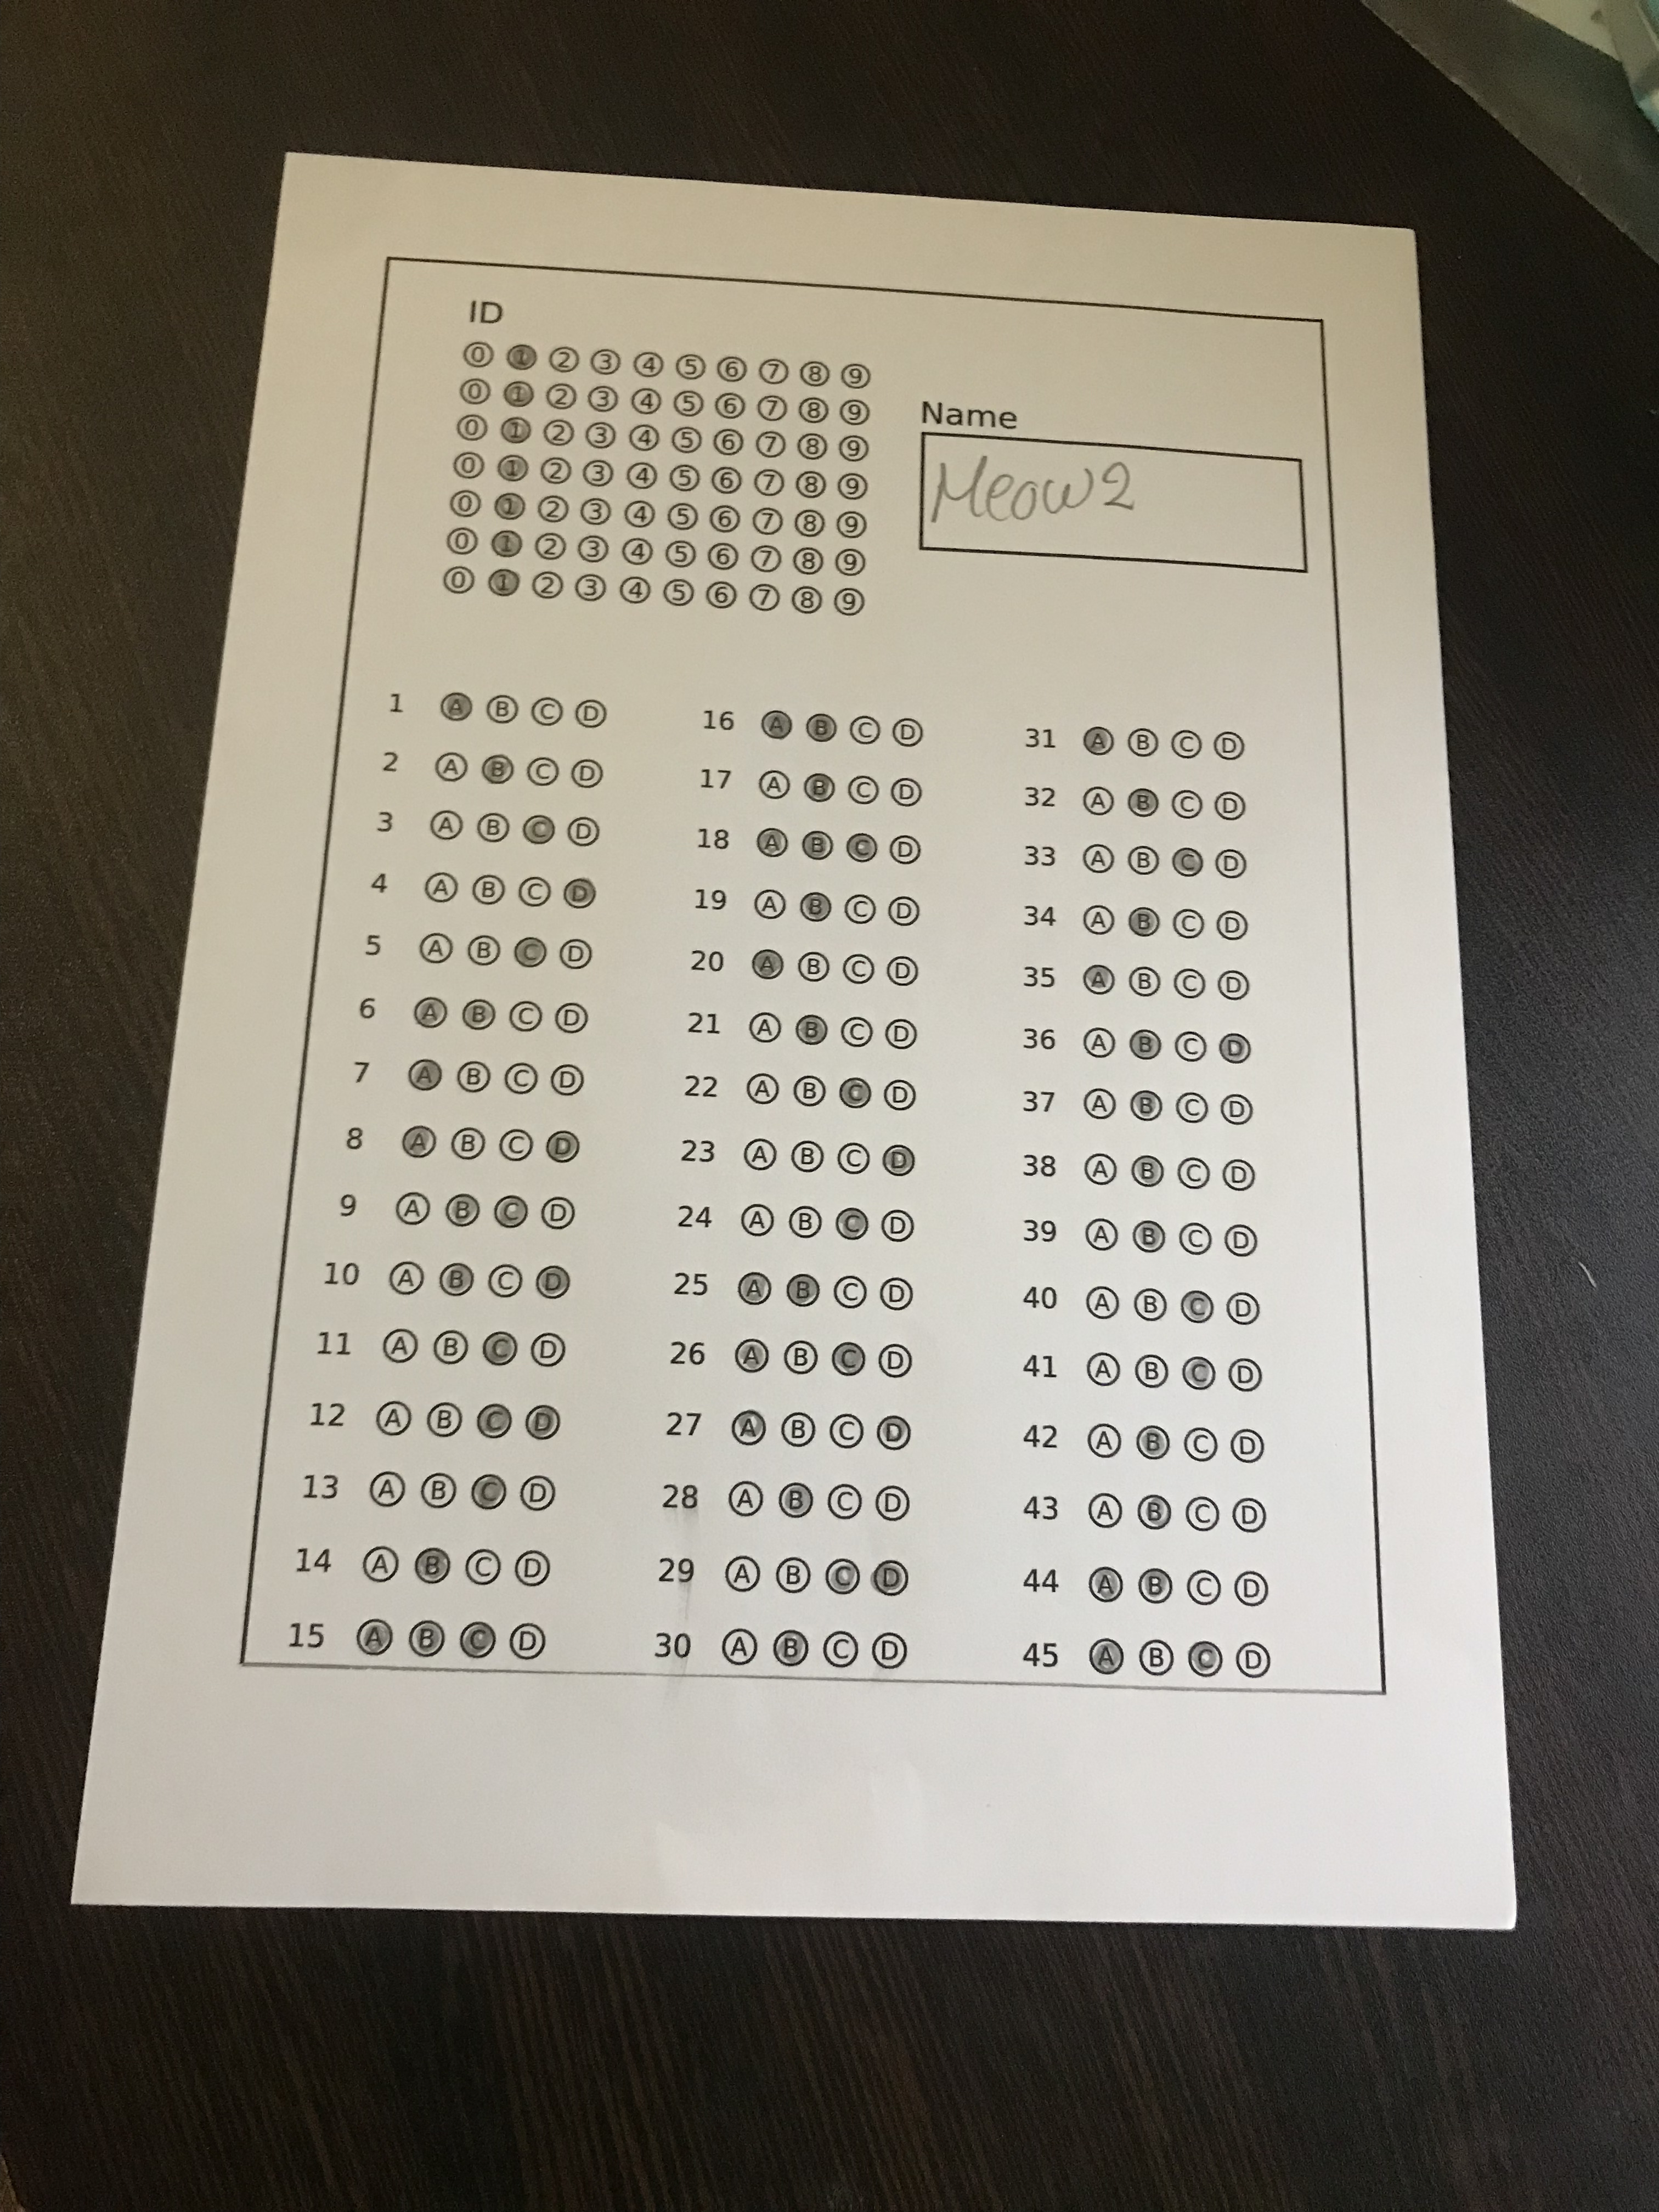 ID
0 1 2 3 4 5 6 7 8 9
0 1 2 3 4 5 6 7 8 9
0 1 2 3 4 5 6 7 8 9
0 1 2 3 4 5 6 7 8 9
0 1 2 3 4 5 6 7 8 9
0 1 2 3 4 5 6 7 8 9
0 1 2 3 4 5 6 7 8 9
Name
Meow2
1 A B C D
2 A B C D
3 A B C D
4 A B C D
5 A B C D
6 A B C D
7 A B C D
8 A B C D
9 A B C D
10 A B C D
11 A B C D
12 A B C D
13 A B C D
14 A B C D
15 A B C D
16 A B C D
17 A B C D
18 A B C D
19 A B C D
20 A B C D
21 A B C D
22 A B C D
23 A B C D
24 A B C D
25 A B C D
26 A B C D
27 A B C D
28 A B C D
29 A B C D
30 A B C D
31 A B C D
32 A B C D
33 A B C D
34 A B C D
35 A B C D
36 A B C D
37 A B C D
38 A B C D
39 A B C D
40 A B C D
41 A B C D
42 A B C D
43 A B C D
44 A B C D
45 A B C D